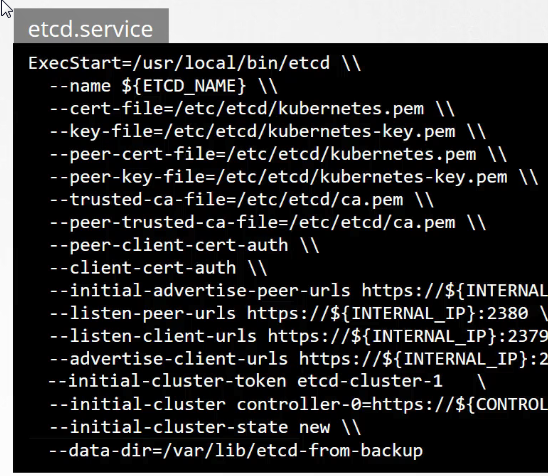 etcd.service
ExecStart=/usr/local/bin/etcd \\
--name ${ETCD_NAME} \\
--cert-file=/etc/etcd/kubernetes.pem \\
--key-file=/etc/etcd/kubernetes-key.pem \\
--peer-cert-file=/etc/etcd/kubernetes.pem \\
--peer-key-file=/etc/etcd/kubernetes-key.pem \\
--trusted-ca-file=/etc/etcd/ca.pem \\
--peer-trusted-ca-file=/etc/etcd/ca.pem \\
--peer-client-cert-auth \\
--client-cert-auth \\
--initial-advertise-peer-urls https://${INTERNAL
--listen-peer-urls https://${INTERNAL_IP}:2380 \
--listen-client-urls https://${INTERNAL_IP}:2379
--advertise-client-urls https://${INTERNAL_IP}:2
--initial-cluster-token etcd-cluster-1 \
--initial-cluster controller-0=https://${CONTROL
--initial-cluster-state new \\
--data-dir=/var/lib/etcd-from-backup